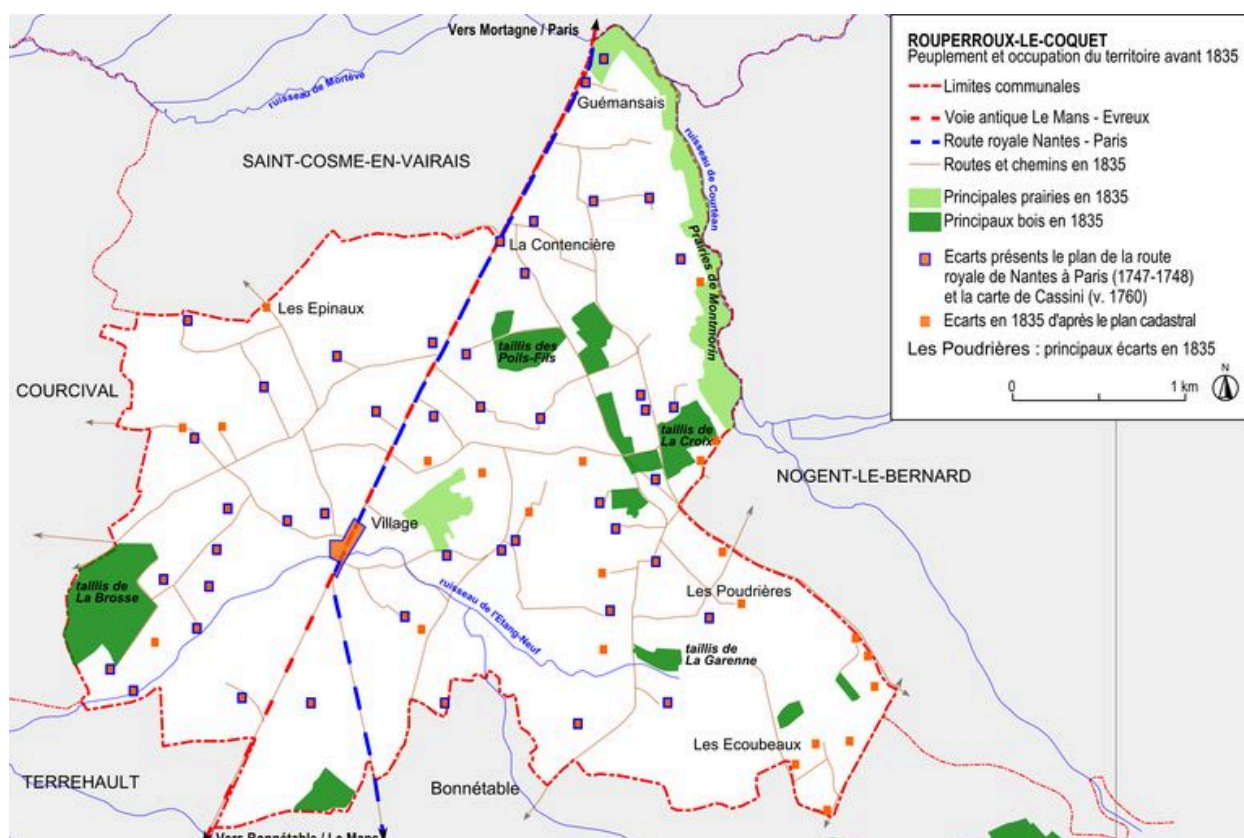 Vers Mortagne / Paris
ruisseau de Mortève
Guémansais
SAINT-COSME-EN-VAIRAIS
ruisseau de Courtéan
La Contencière
Prairies de Montmorin
Les Epinaux
taillis des
Poils-Fifs
COURCIVAL
taillis de
La Croix
NOGENT-LE-BERNARD
Village
taillis de
La Brosse
ruisseau de l'Etang-Neuf
Les Poudrières
taillis de
La Garenne
Les Ecoubeaux
TERREHAULT
Bonnétable
Vers Bonnétable / Le Mans
ROUPERROUX-LE-COQUET
Peuplement et occupation du territoire avant 1835
Limites communales
Voie antique Le Mans - Evreux
Route royale Nantes - Paris
Routes et chemins en 1835
Principales prairies en 1835
Principaux bois en 1835
Ecarts présents le plan de la route
royale de Nantes à Paris (1747-1748)
et la carte de Cassini (v. 1760)
Ecarts en 1835 d'après le plan cadastral
Les Poudrières : principaux écarts en 1835
0 1 km
N